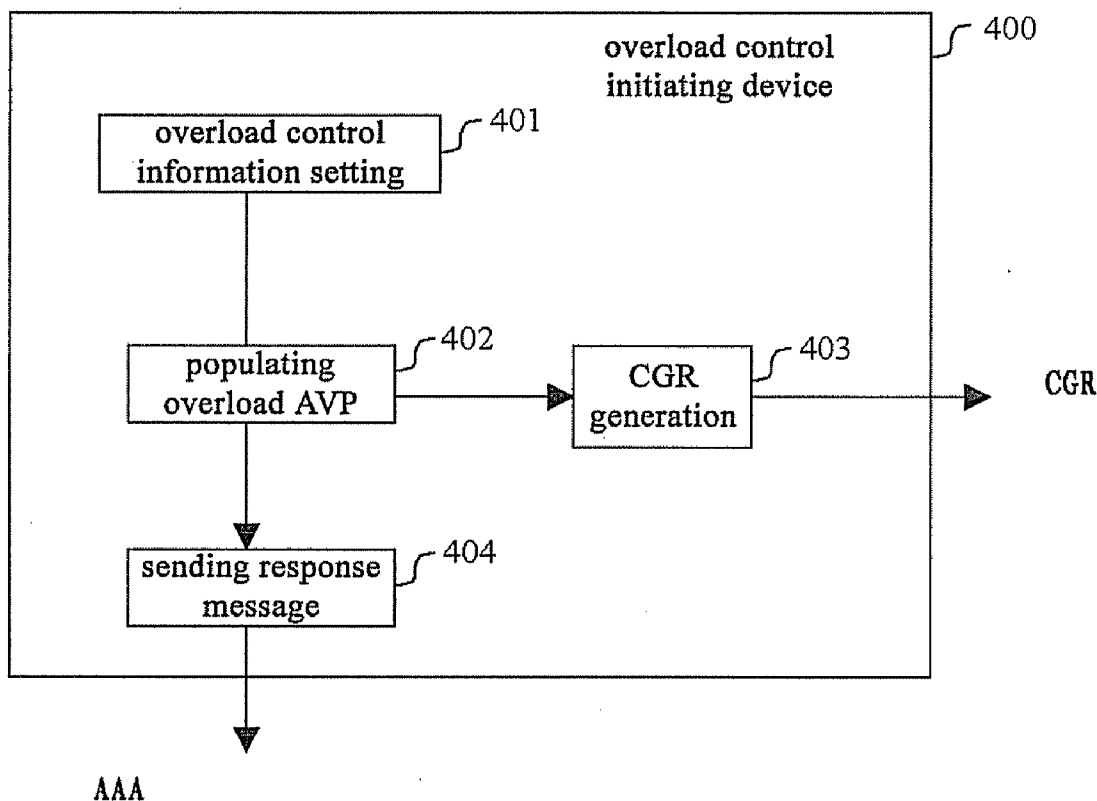 400
overload control
initiating device
401
overload control
information setting
402
populating
overload AVP
403
CGR
generation
CGR
404
sending response
message
AAA